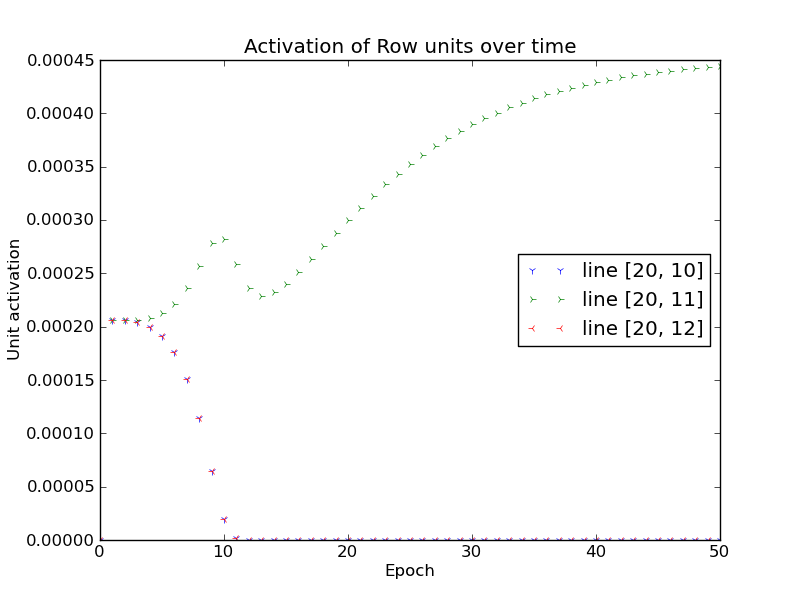 Activation of Row units over time
0.00045
0.00040
0.00035
0.00030
0.00025
0.00020
0.00015
0.00010
0.00005
0.00000
Unit activation
line [20, 10]
line [20, 11]
line [20, 12]
0 10 20 30 40 50
Epoch